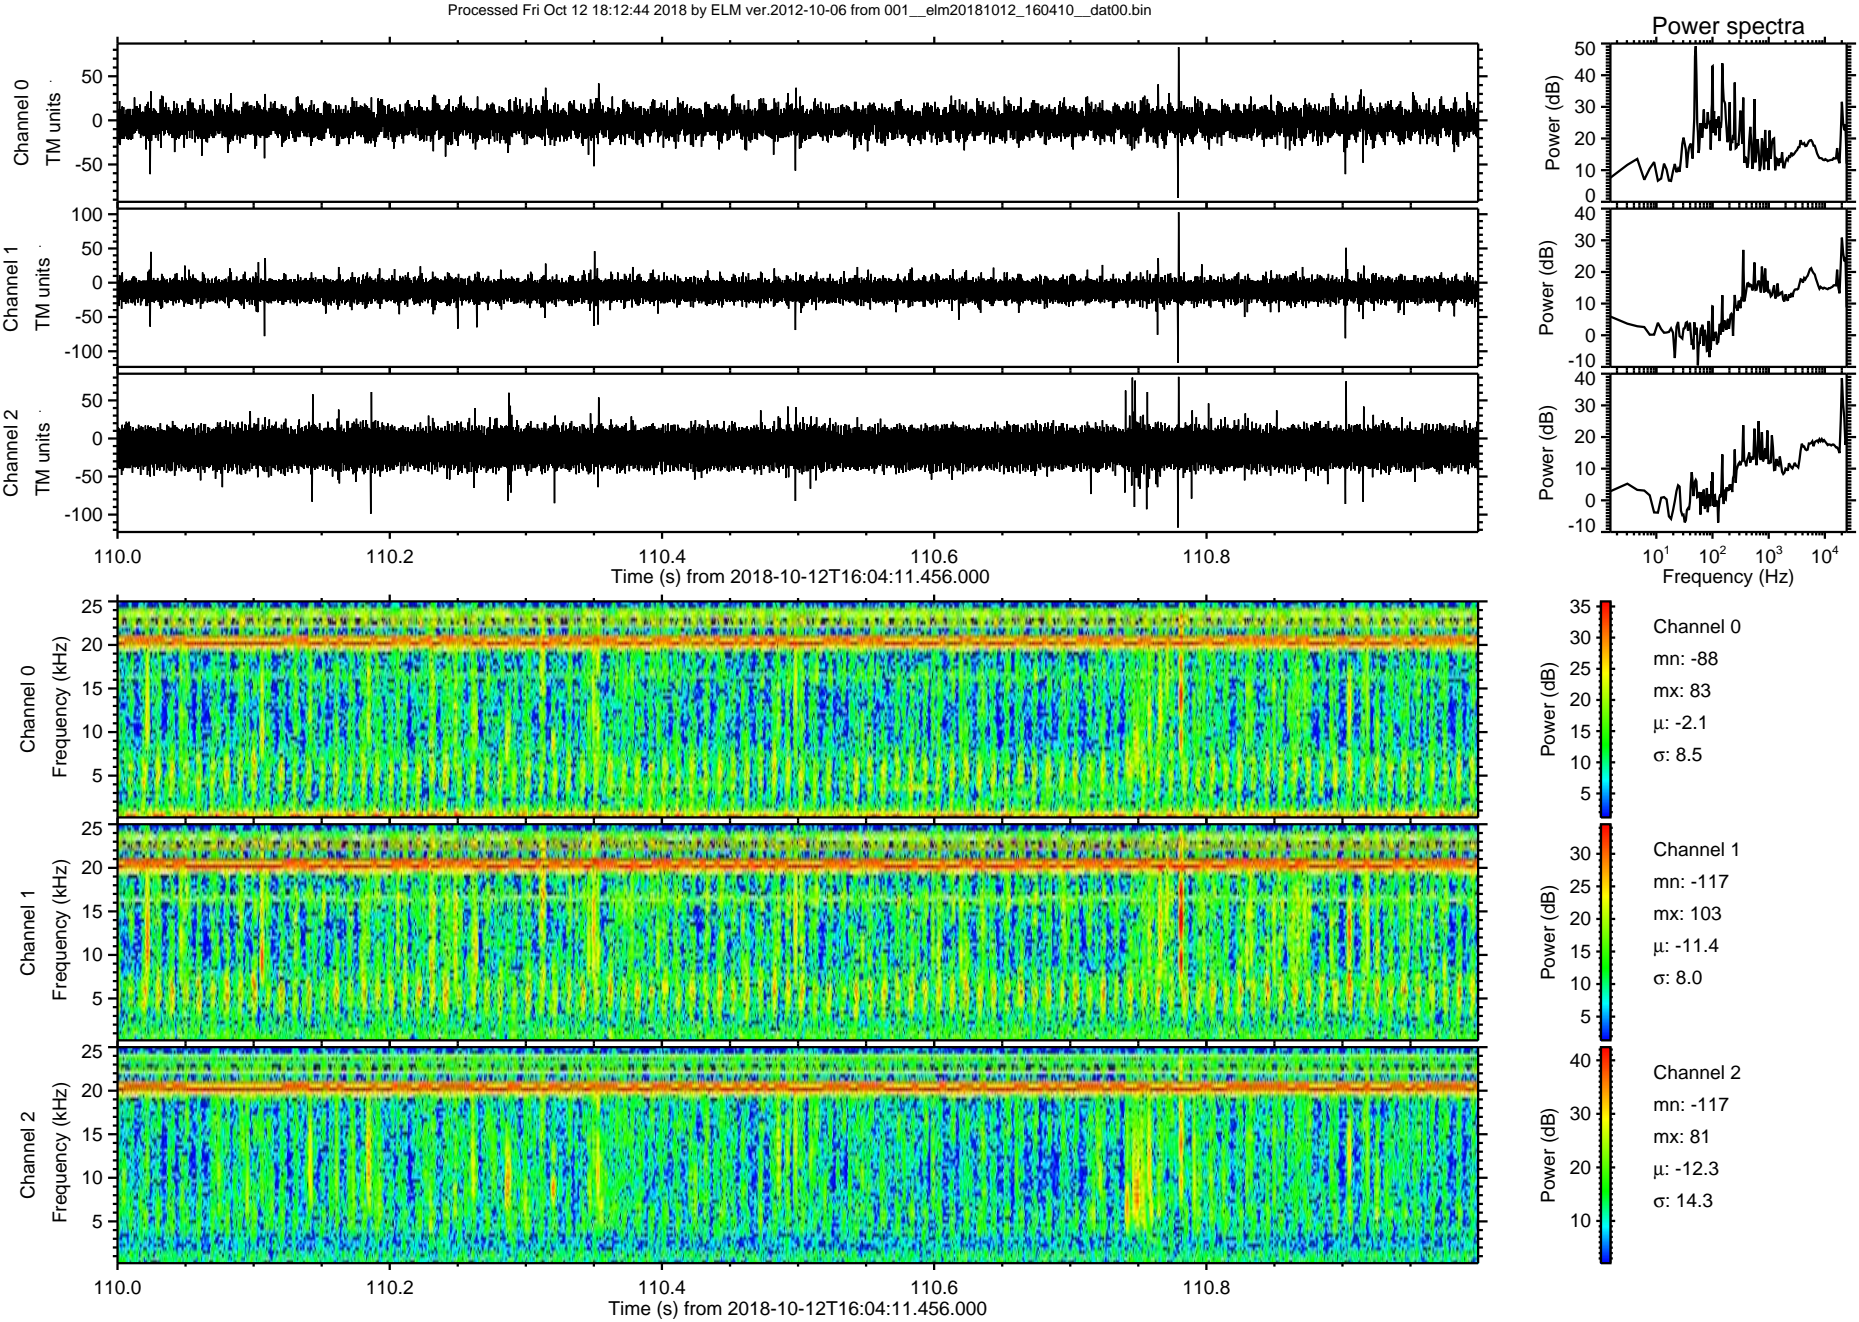 Processed Fri Oct 12 18:12:44 2018 by ELM ver.2012-10-06 from 001__elm20181012_160410__dat00.bin
Power spectra
Channel 0
TM units
50
0
-50
Power (dB)
50
40
30
20
10
0
Channel 1
TM units
100
50
0
-50
-100
Power (dB)
40
30
20
10
0
-10
Channel 2
TM units
50
0
-50
-100
Power (dB)
40
30
20
10
0
-10
110.0 110.2 110.4 110.6 110.8
Time (s) from 2018-10-12T16:04:11.456.000
10¹ 10² 10³ 10⁴
Frequency (Hz)
Channel 0
Frequency (kHz)
25
20
15
10
5
Power (dB)
35
30
25
20
15
10
5
Channel 0
mn: -88
mx: 83
μ: -2.1
σ: 8.5
Channel 1
Frequency (kHz)
25
20
15
10
5
Power (dB)
30
25
20
15
10
5
Channel 1
mn: -117
mx: 103
μ: -11.4
σ: 8.0
Channel 2
Frequency (kHz)
25
20
15
10
5
Power (dB)
40
30
20
10
Channel 2
mn: -117
mx: 81
μ: -12.3
σ: 14.3
110.0 110.2 110.4 110.6 110.8
Time (s) from 2018-10-12T16:04:11.456.000